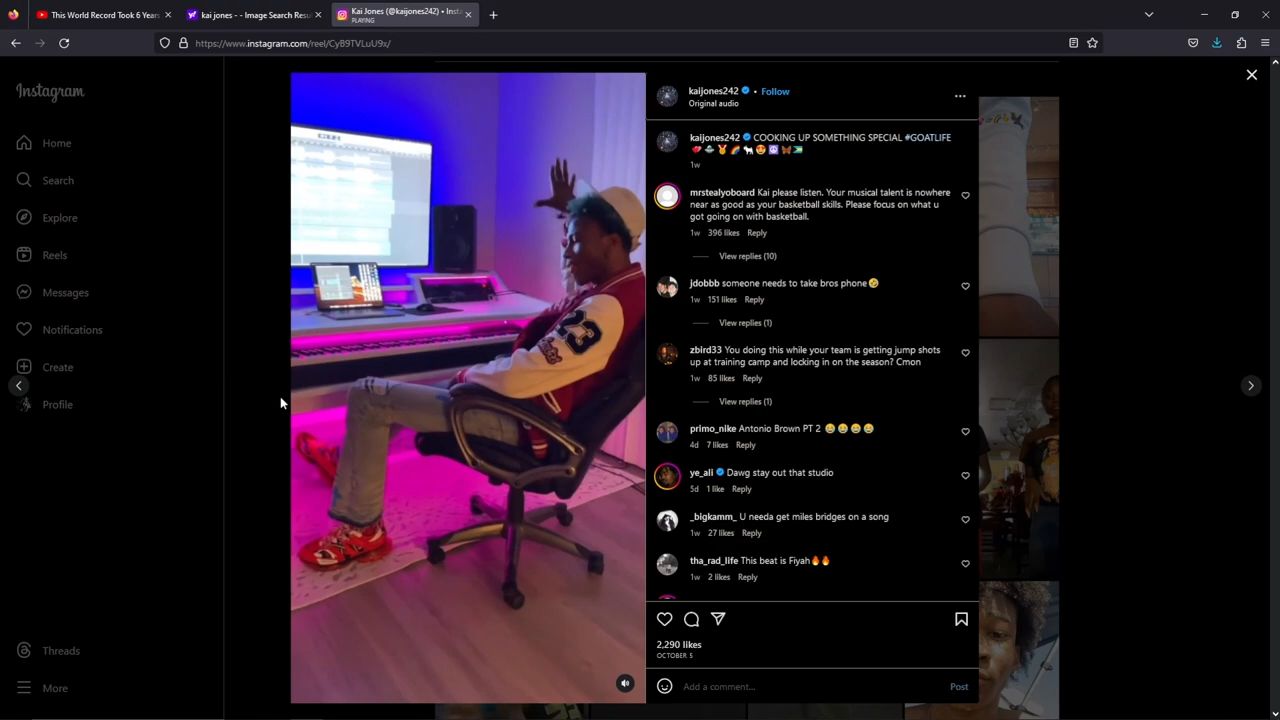 This World Record Took 6 Years
kai jones - - Image Search Resu
Kai Jones (@kaijones242) • Insta
PLAYING
https://www.instagram.com/reel/CyB9TVLuU9x/
Instagram
Home
Search
Explore
Reels
Messages
Notifications
Create
Profile
Threads
More
23
kaijones242 • Follow
Original audio
kaijones242 COOKING UP SOMETHING SPECIAL #GOATLIFE
1w
mrstealyoboard Kai please listen. Your musical talent is nowhere
near as good as your basketball skills. Please focus on what u
got going on with basketball.
1w 396 likes Reply
View replies (10)
jdobbb someone needs to take bros phone🤣
1w 151 likes Reply
View replies (1)
zbird33 You doing this while your team is getting jump shots
up at training camp and locking in on the season? Cmon
1w 85 likes Reply
View replies (1)
primo_nike Antonio Brown PT 2 😂😂😂😂
4d 7 likes Reply
ye_ali Dawg stay out that studio
5d 1 like Reply
_bigkamm_ U needa get miles bridges on a song
1w 27 likes Reply
tha_rad_life This beat is Fiyah🔥🔥
1w 2 likes Reply
2,290 likes
OCTOBER 5
Add a comment...
Post